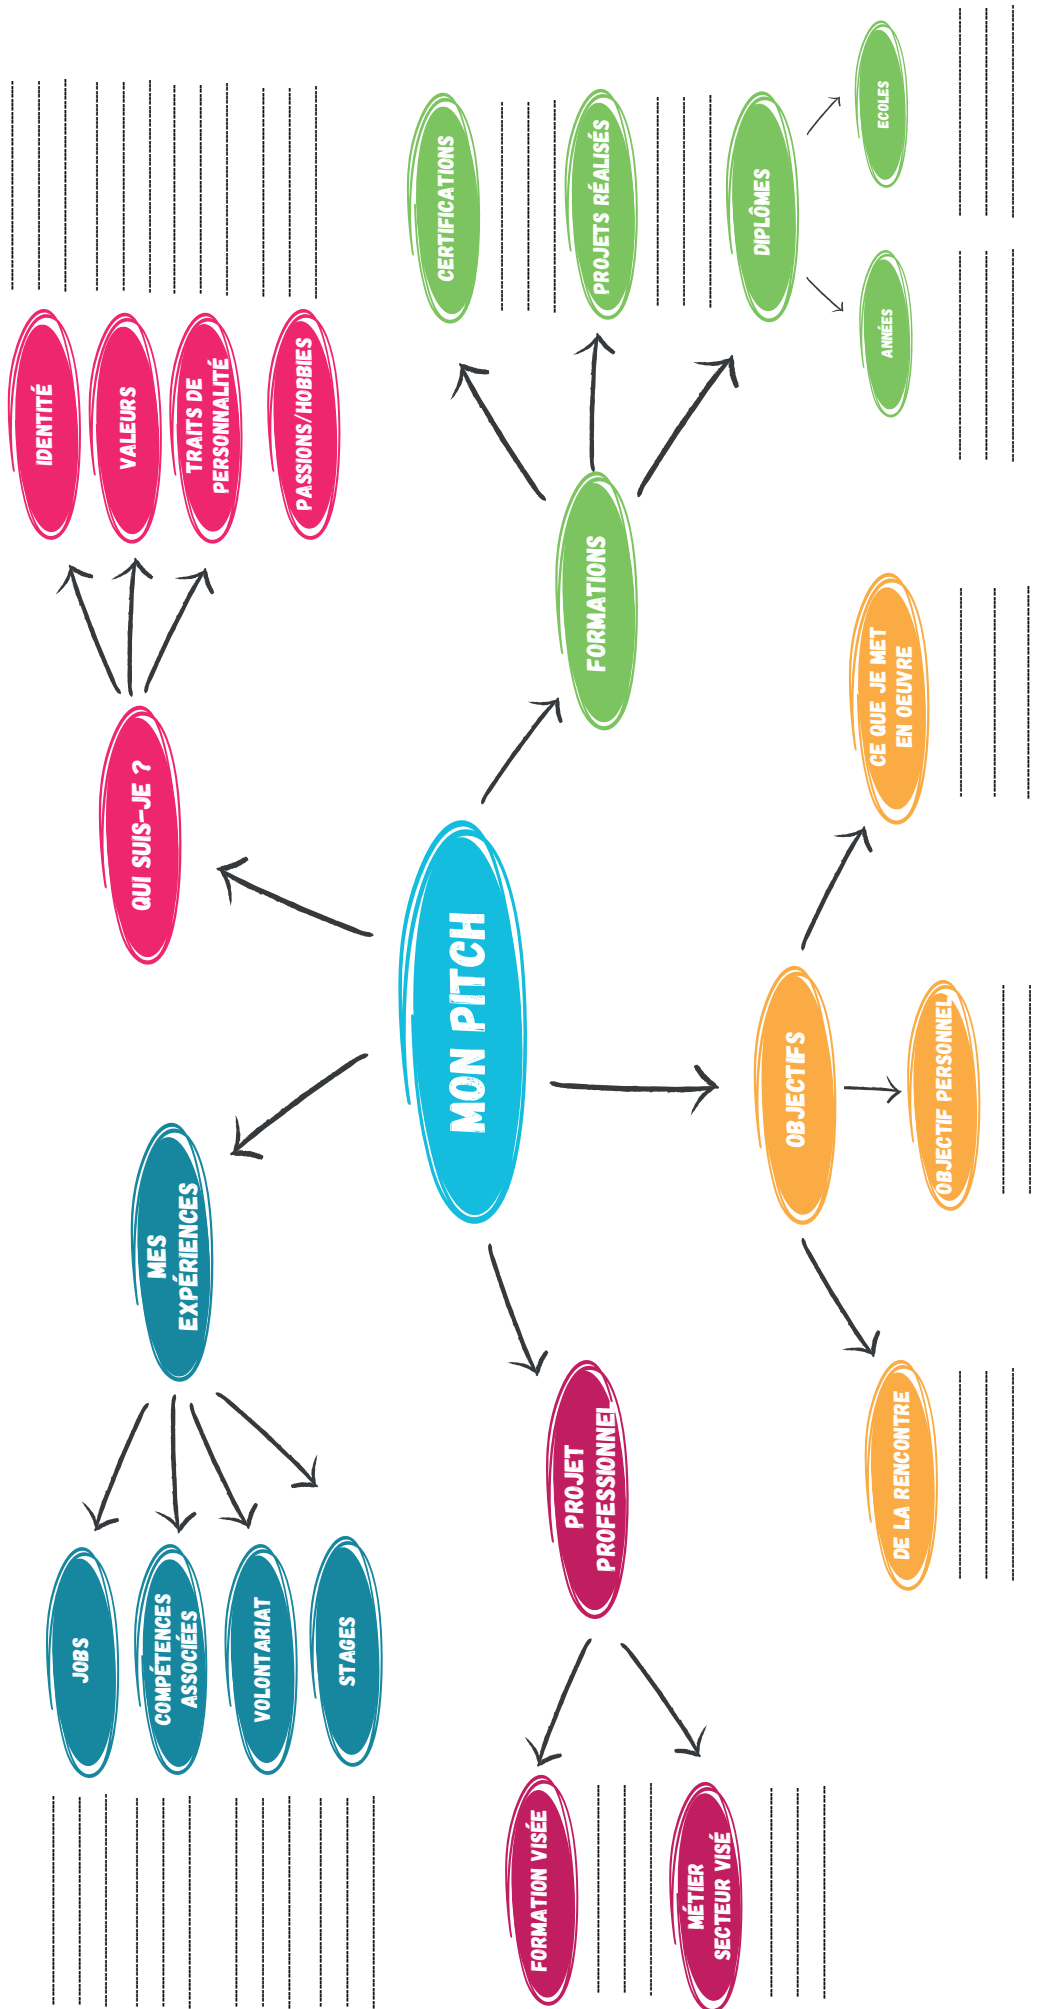 MON PITCH
MES
EXPÉRIENCES
JOBS
COMPÉTENCES
ASSOCIÉES
VOLONTARIAT
STAGES
QUI SUIS-JE ?
IDENTITÉ
VALEURS
TRAITS DE
PERSONNALITÉ
PASSIONS/HOBBIES
FORMATIONS
CERTIFICATIONS
PROJETS RÉALISÉS
DIPLÔMES
ANNÉES
ECOLES
OBJECTIFS
DE LA RENCONTRE
OBJECTIF PERSONNEL
CE QUE JE MET
EN OEUVRE
PROJET
PROFESSIONNEL
FORMATION VISÉE
MÉTIER
SECTEUR VISÉ